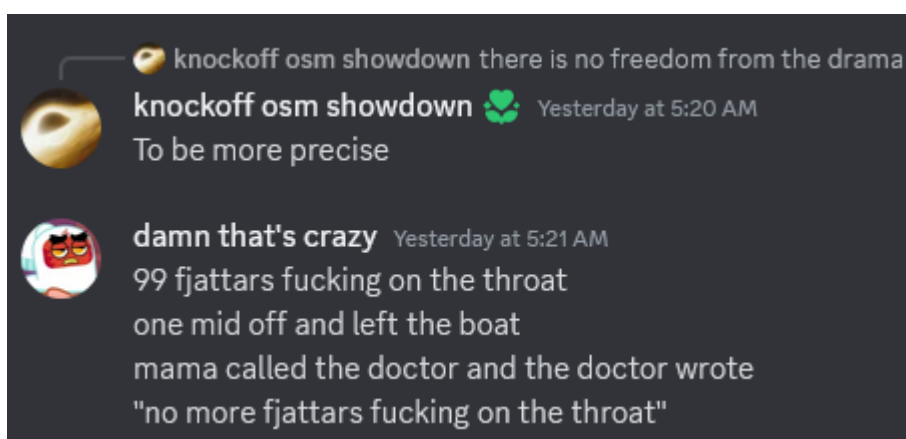 knockoff osm showdown there is no freedom from the drama
knockoff osm showdown Yesterday at 5:20 AM
To be more precise
damn that's crazy Yesterday at 5:21 AM
99 fjattars fucking on the throat
one mid off and left the boat
mama called the doctor and the doctor wrote
"no more fjattars fucking on the throat"